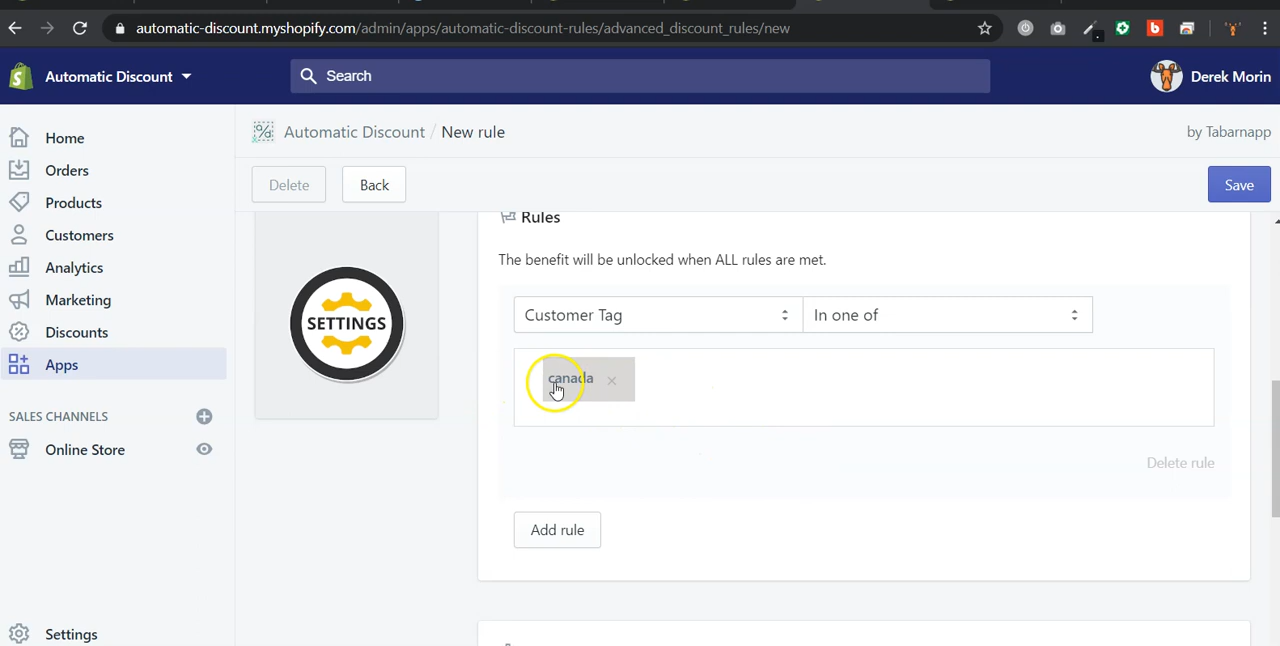 automatic-discount.myshopify.com/admin/apps/automatic-discount-rules/advanced_discount_rules/new
Automatic Discount
Search
Derek Morin
Home
Orders
Products
Customers
Analytics
Marketing
Discounts
Apps
SALES CHANNELS
Online Store
Settings
Automatic Discount / New rule
by Tabarnapp
Delete
Back
Save
SETTINGS
Rules
The benefit will be unlocked when ALL rules are met.
Customer Tag
In one of
canada
Delete rule
Add rule